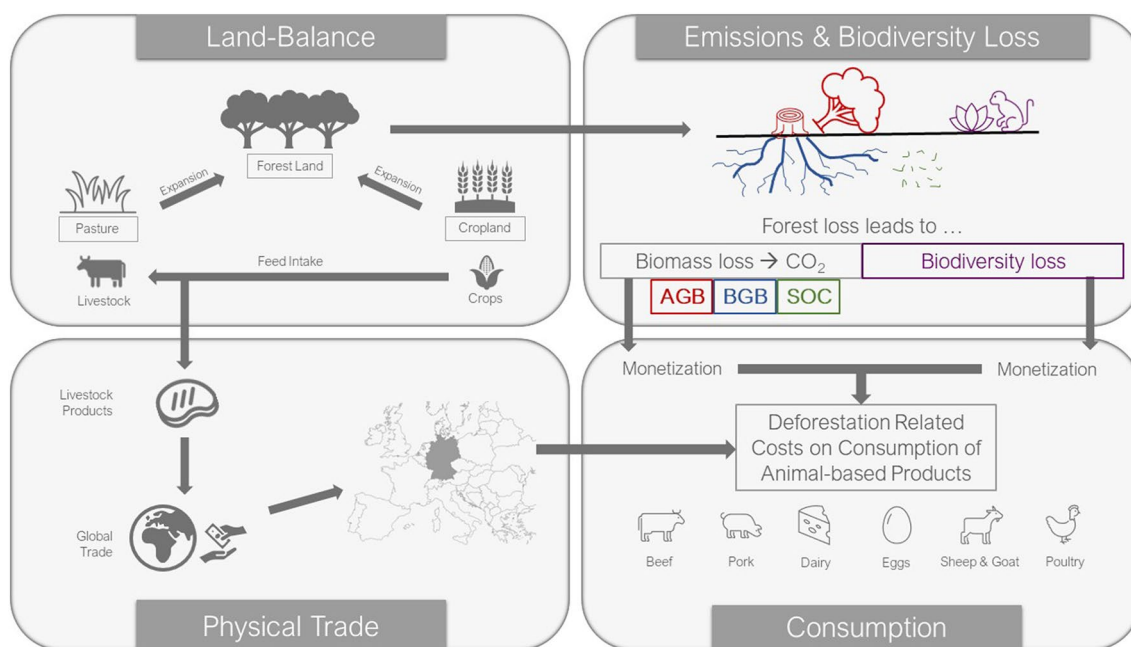 Land-Balance
Forest Land
Expansion
Expansion
Pasture
Cropland
Feed Intake
Livestock
Crops
Emissions & Biodiversity Loss
Forest loss leads to ...
Biomass loss → CO₂
Biodiversity loss
AGB
BGB
SOC
Livestock
Products
Global
Trade
Physical Trade
Monetization
Monetization
Deforestation Related
Costs on Consumption of
Animal-based Products
Beef
Pork
Dairy
Eggs
Sheep & Goat
Poultry
Consumption